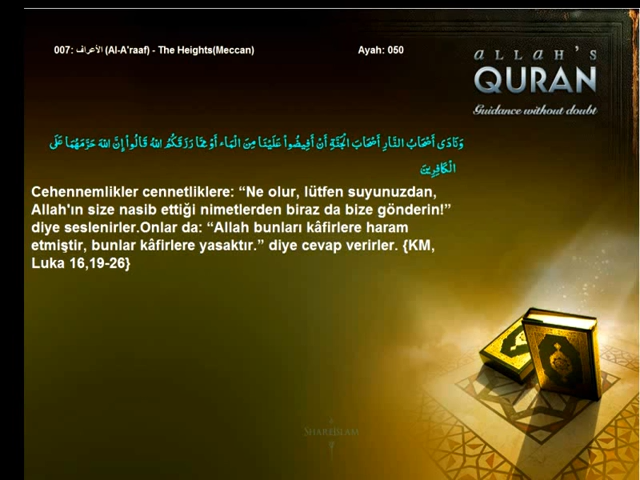 007: الأعراف (Al-A'raaf) - The Heights(Meccan) Ayah: 050
ALLAH'S
QURAN
Guidance without doubt
وَنَادَى أَصْحَابُ النَّارِ أَصْحَابَ الْجَنَّةِ أَنْ أَفِيضُواْ عَلَيْنَا مِنَ الْمَاء أَوْ مِمَّا رَزَقَكُمُ اللّهُ قَالُواْ إِنَّ اللّهَ حَرَّمَهُمَا عَلَى
الْكَافِرِينَ
Cehennemlikler cennetliklere: “Ne olur, lütfen suyunuzdan,
Allah'ın size nasib ettiği nimetlerden biraz da bize gönderin!”
diye seslenirler.Onlar da: “Allah bunları kâfirlere haram
etmiştir, bunlar kâfirlere yasaktır.” diye cevap verirler. {KM,
Luka 16,19-26}